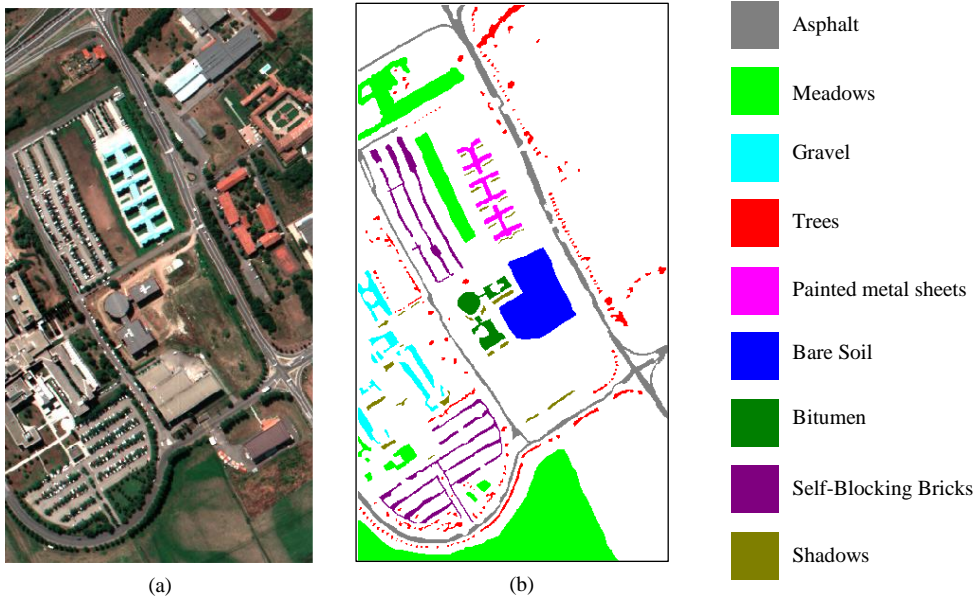 Asphalt
Meadows
Gravel
Trees
Painted metal sheets
Bare Soil
Bitumen
Self-Blocking Bricks
Shadows
(a)
(b)